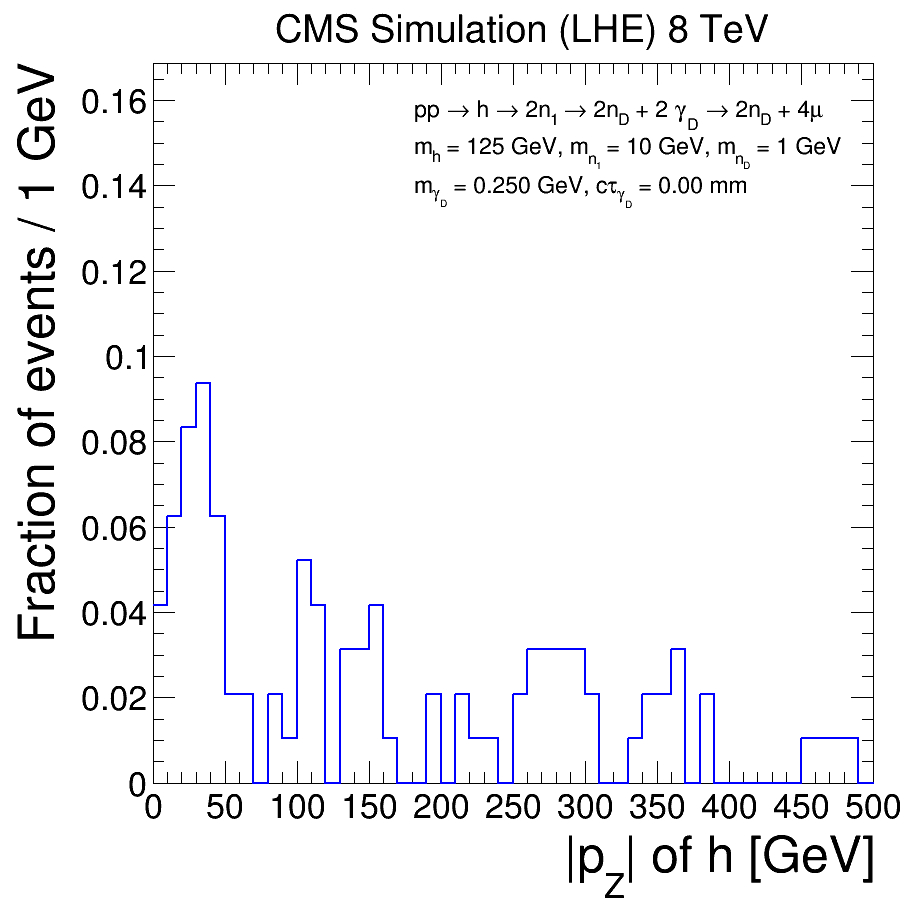 CMS Simulation (LHE) 8 TeV
Fraction of events / 1 GeV
0.16
0.14
0.12
0.1
0.08
0.06
0.04
0.02
0
pp → h → 2n₁ → 2n_D + 2 γ_D → 2n_D + 4μ
m_h = 125 GeV, m_n₁ = 10 GeV, m_n_D = 1 GeV
m_γ_D = 0.250 GeV, cτ_γ_D = 0.00 mm
0 50 100 150 200 250 300 350 400 450 500
|p_Z| of h [GeV]